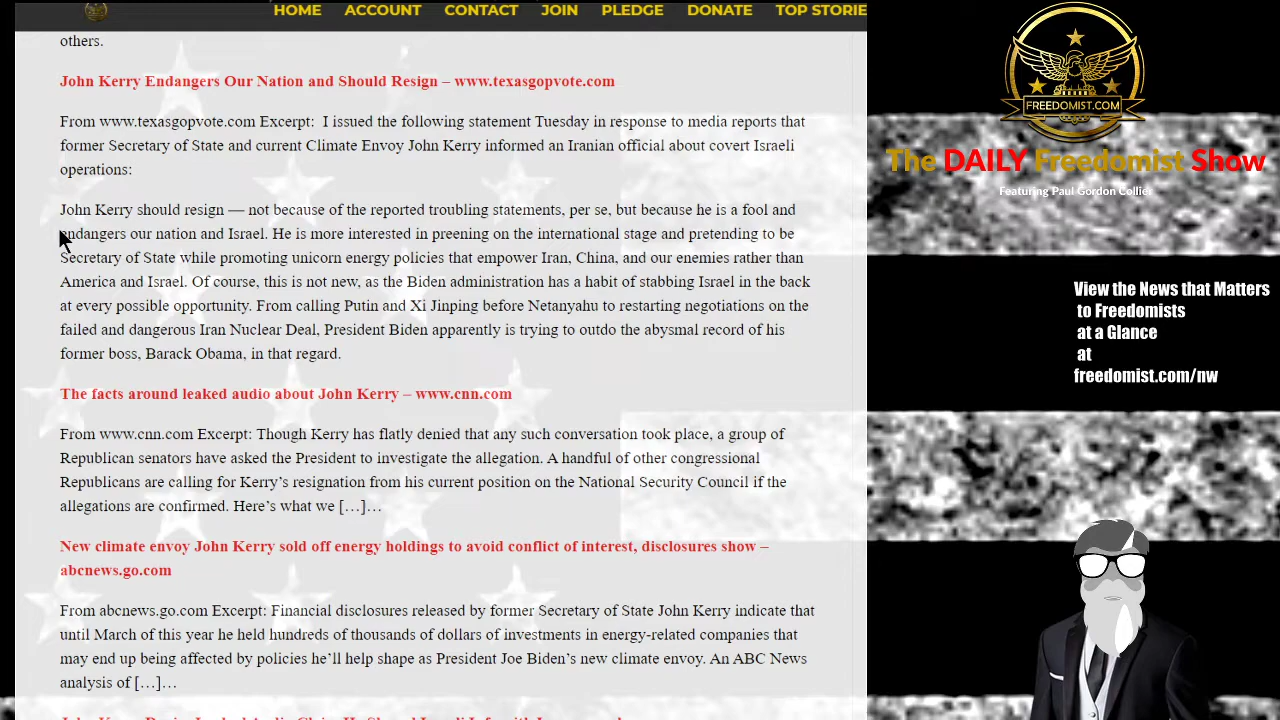 HOME ACCOUNT CONTACT JOIN PLEDGE DONATE TOP STORIE
others.
John Kerry Endangers Our Nation and Should Resign – www.texasgopvote.com
From www.texasgopvote.com Excerpt:  I issued the following statement Tuesday in response to media reports that
former Secretary of State and current Climate Envoy John Kerry informed an Iranian official about covert Israeli
operations:
John Kerry should resign — not because of the reported troubling statements, per se, but because he is a fool and
endangers our nation and Israel. He is more interested in preening on the international stage and pretending to be
Secretary of State while promoting unicorn energy policies that empower Iran, China, and our enemies rather than
America and Israel. Of course, this is not new, as the Biden administration has a habit of stabbing Israel in the back
at every possible opportunity. From calling Putin and Xi Jinping before Netanyahu to restarting negotiations on the
failed and dangerous Iran Nuclear Deal, President Biden apparently is trying to outdo the abysmal record of his
former boss, Barack Obama, in that regard.
The facts around leaked audio about John Kerry – www.cnn.com
From www.cnn.com Excerpt: Though Kerry has flatly denied that any such conversation took place, a group of
Republican senators have asked the President to investigate the allegation. A handful of other congressional
Republicans are calling for Kerry’s resignation from his current position on the National Security Council if the
allegations are confirmed. Here’s what we […]…
New climate envoy John Kerry sold off energy holdings to avoid conflict of interest, disclosures show –
abcnews.go.com
From abcnews.go.com Excerpt: Financial disclosures released by former Secretary of State John Kerry indicate that
until March of this year he held hundreds of thousands of dollars of investments in energy-related companies that
may end up being affected by policies he’ll help shape as President Joe Biden’s new climate envoy. An ABC News
analysis of […]…
FREEDOMIST.COM
The DAILY Freedomist Show
Featuring Paul Gordon Collier
View the News that Matters
to Freedomists
at a Glance
at
freedomist.com/nw